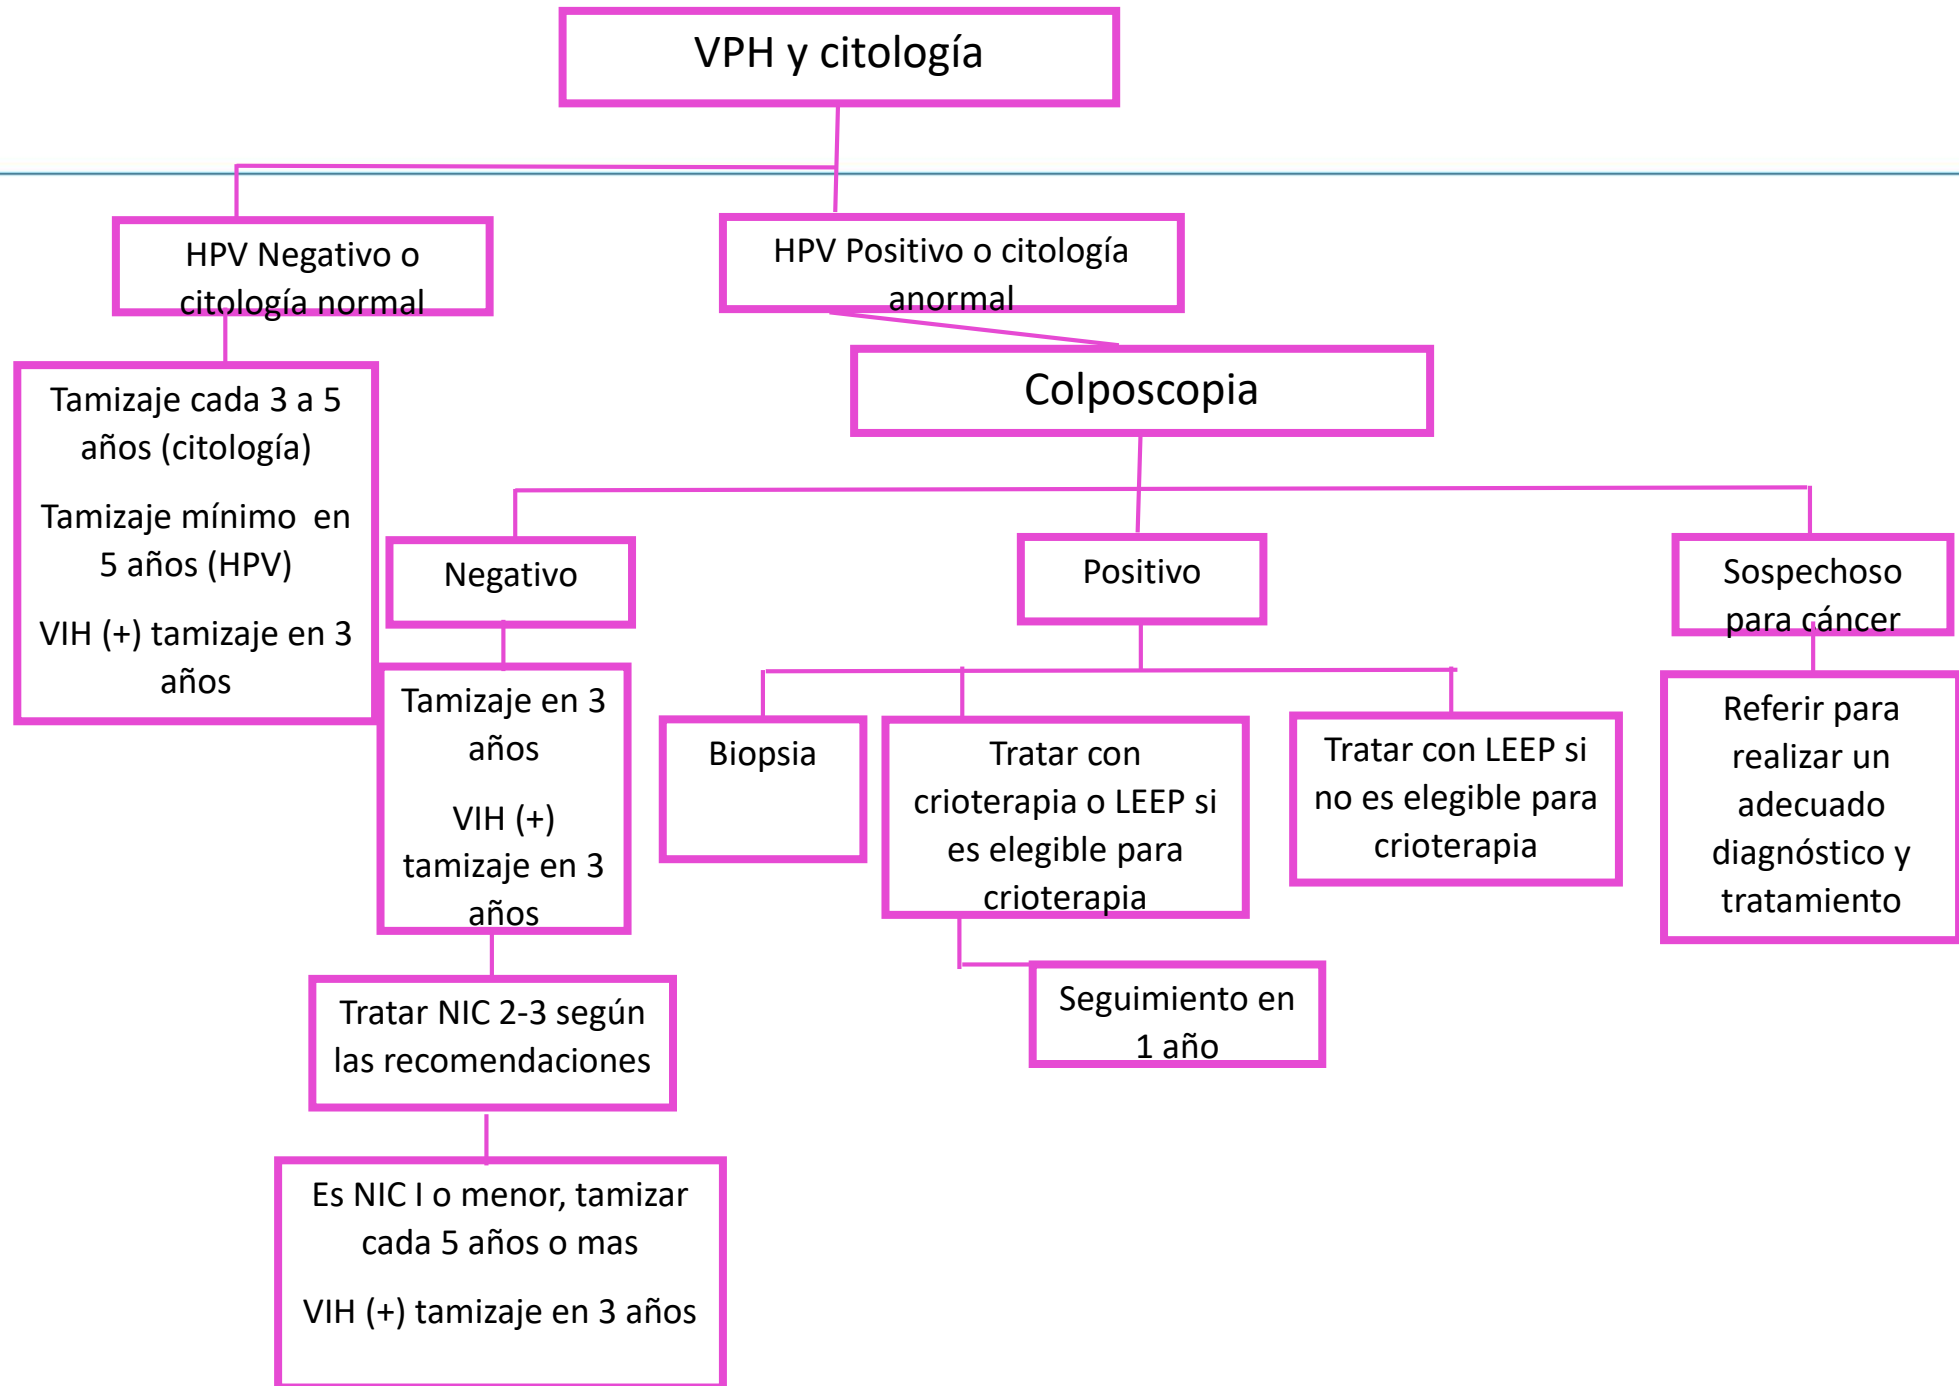 VPH y citología
HPV Negativo o
citología normal
HPV Positivo o citología
anormal
Tamizaje cada 3 a 5
años (citología)
Tamizaje mínimo en
5 años (HPV)
VIH (+) tamizaje en 3
años
Colposcopia
Negativo
Positivo
Sospechoso
para cáncer
Tamizaje en 3
años
VIH (+)
tamizaje en 3
años
Biopsia
Tratar con
crioterapia o LEEP si
es elegible para
crioterapia
Tratar con LEEP si
no es elegible para
crioterapia
Referir para
realizar un
adecuado
diagnóstico y
tratamiento
Tratar NIC 2-3 según
las recomendaciones
Seguimiento en
1 año
Es NIC I o menor, tamizar
cada 5 años o mas
VIH (+) tamizaje en 3 años